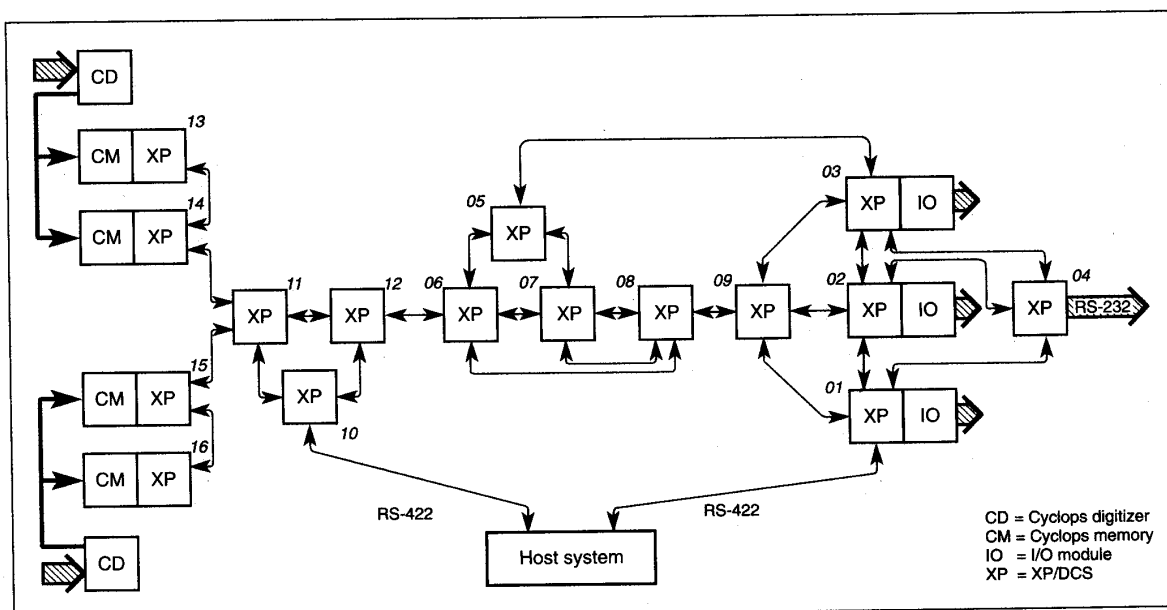 CD
13
CM XP
14
CM XP
03
XP IO
05
XP
11
XP
12
XP
06
XP
07
XP
08
XP
09
XP
02
XP IO
04
XP
RS-232
15
CM XP
XP
10
01
XP IO
16
CM XP
CD
RS-422
RS-422
Host system
CD = Cyclops digitizer
CM = Cyclops memory
IO = I/O module
XP = XP/DCS